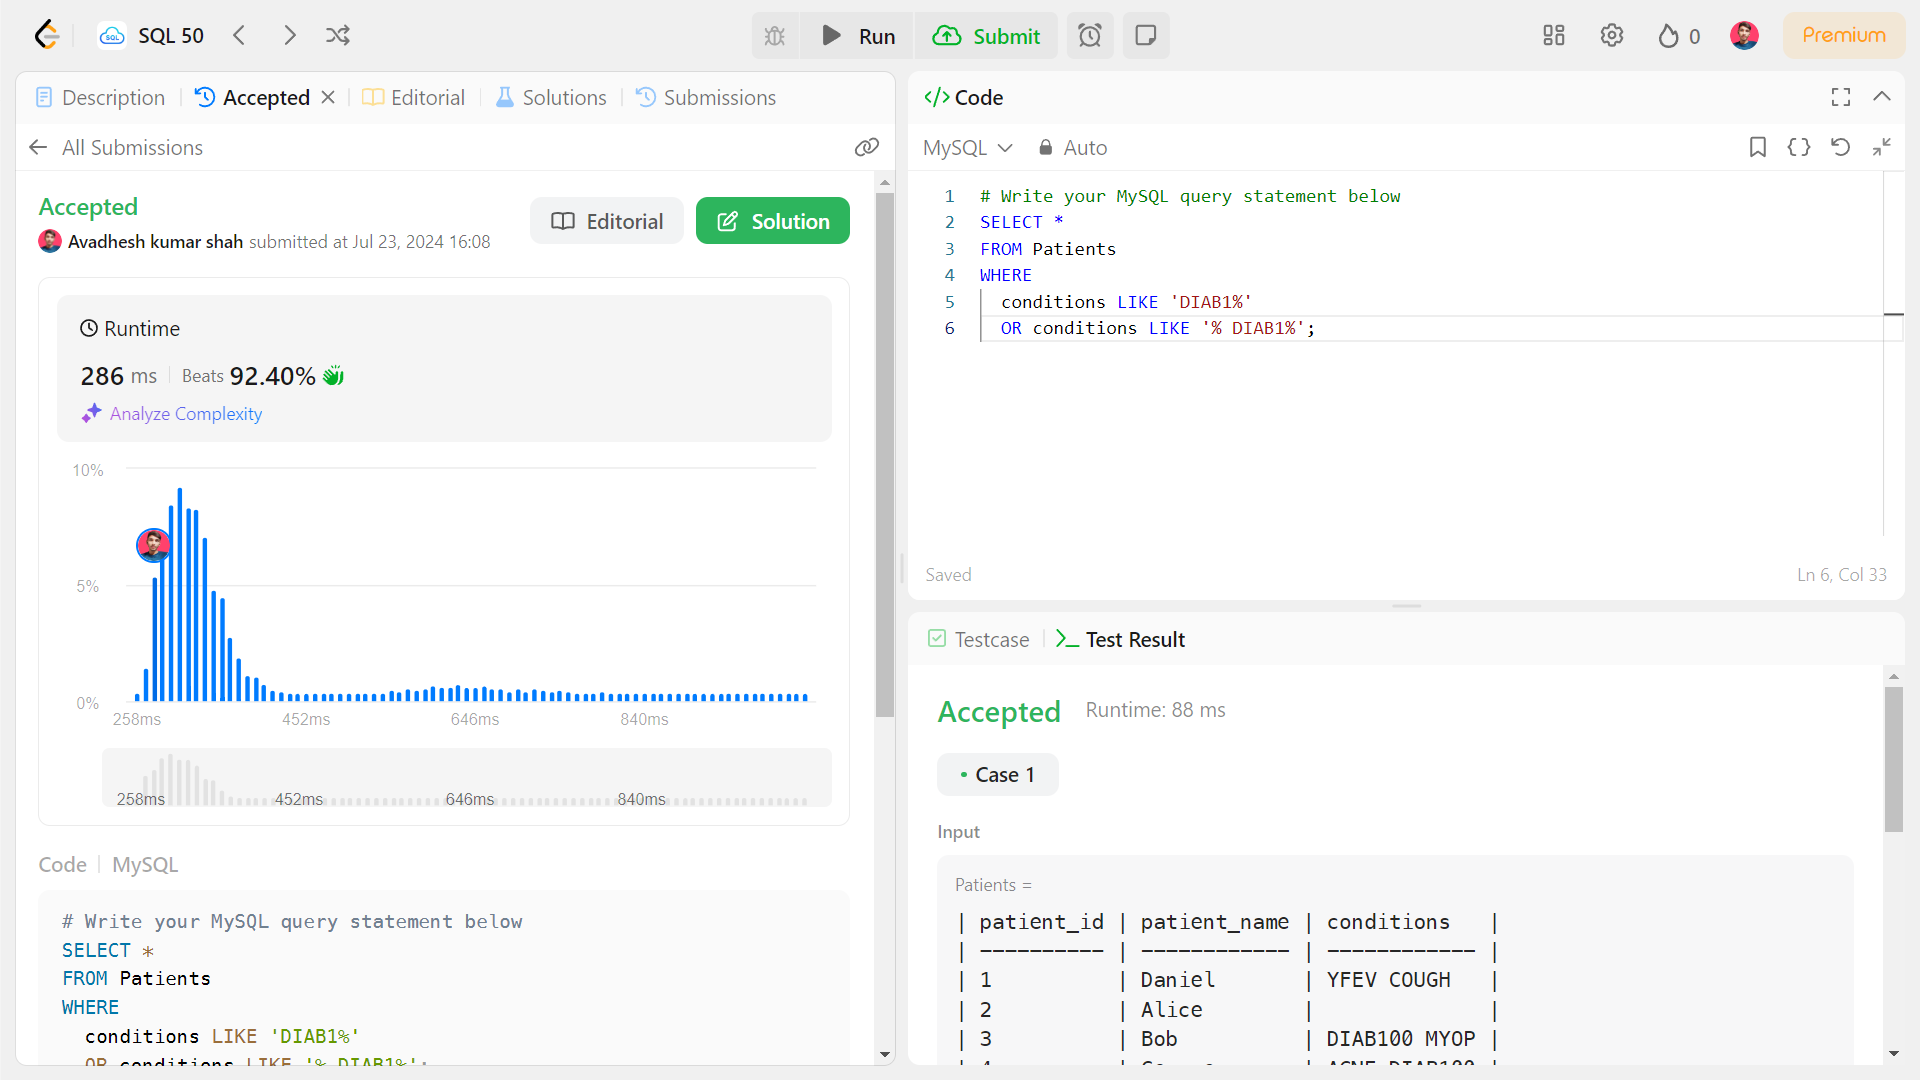 SQL 50
Run
Submit
0
Premium
Description
Accepted
Editorial
Solutions
Submissions
All Submissions
Accepted
Avadhesh kumar shah submitted at Jul 23, 2024 16:08
Editorial
Solution
Runtime
286 ms
Beats 92.40%
Analyze Complexity
10%
5%
0%
258ms 452ms 646ms 840ms
258ms 452ms 646ms 840ms
Code
MySQL
# Write your MySQL query statement below
SELECT *
FROM Patients
WHERE
conditions LIKE 'DIAB1%'
OR conditions LIKE '% DIAB1%';
Code
MySQL
Auto
1 # Write your MySQL query statement below
2 SELECT *
3 FROM Patients
4 WHERE
5 conditions LIKE 'DIAB1%'
6 OR conditions LIKE '% DIAB1%';
Saved
Ln 6, Col 33
Testcase
Test Result
Accepted
Runtime: 88 ms
Case 1
Input
Patients =
| patient_id | patient_name | conditions   |
| ---------- | ------------ | ------------ |
| 1          | Daniel       | YFEV COUGH   |
| 2          | Alice        |              |
| 3          | Bob          | DIAB100 MYOP |